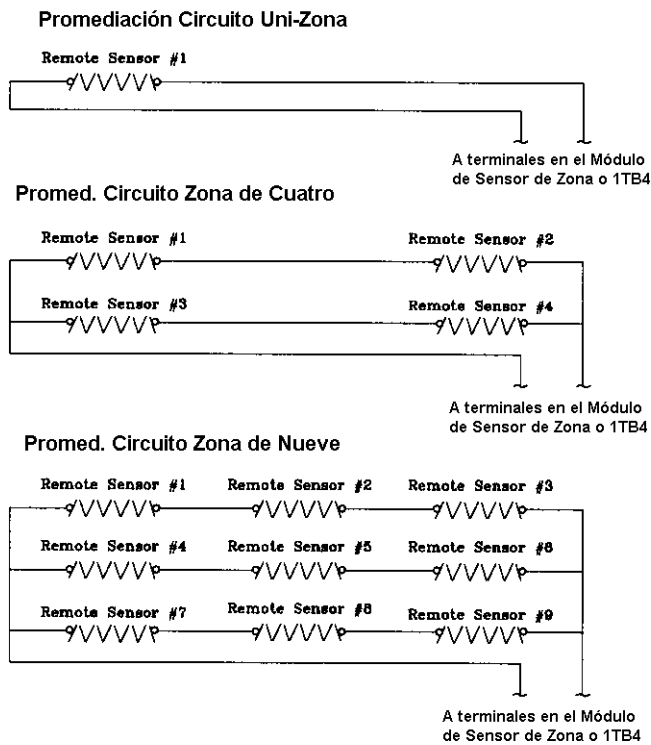 Promediación Circuito Uni-Zona
Remote Sensor #1
A terminales en el Módulo
de Sensor de Zona o 1TB4
Promed. Circuito Zona de Cuatro
Remote Sensor #1 Remote Sensor #2
Remote Sensor #3 Remote Sensor #4
A terminales en el Módulo
de Sensor de Zona o 1TB4
Promed. Circuito Zona de Nueve
Remote Sensor #1 Remote Sensor #2 Remote Sensor #3
Remote Sensor #4 Remote Sensor #5 Remote Sensor #6
Remote Sensor #7 Remote Sensor #8 Remote Sensor #9
A terminales en el Módulo
de Sensor de Zona o 1TB4